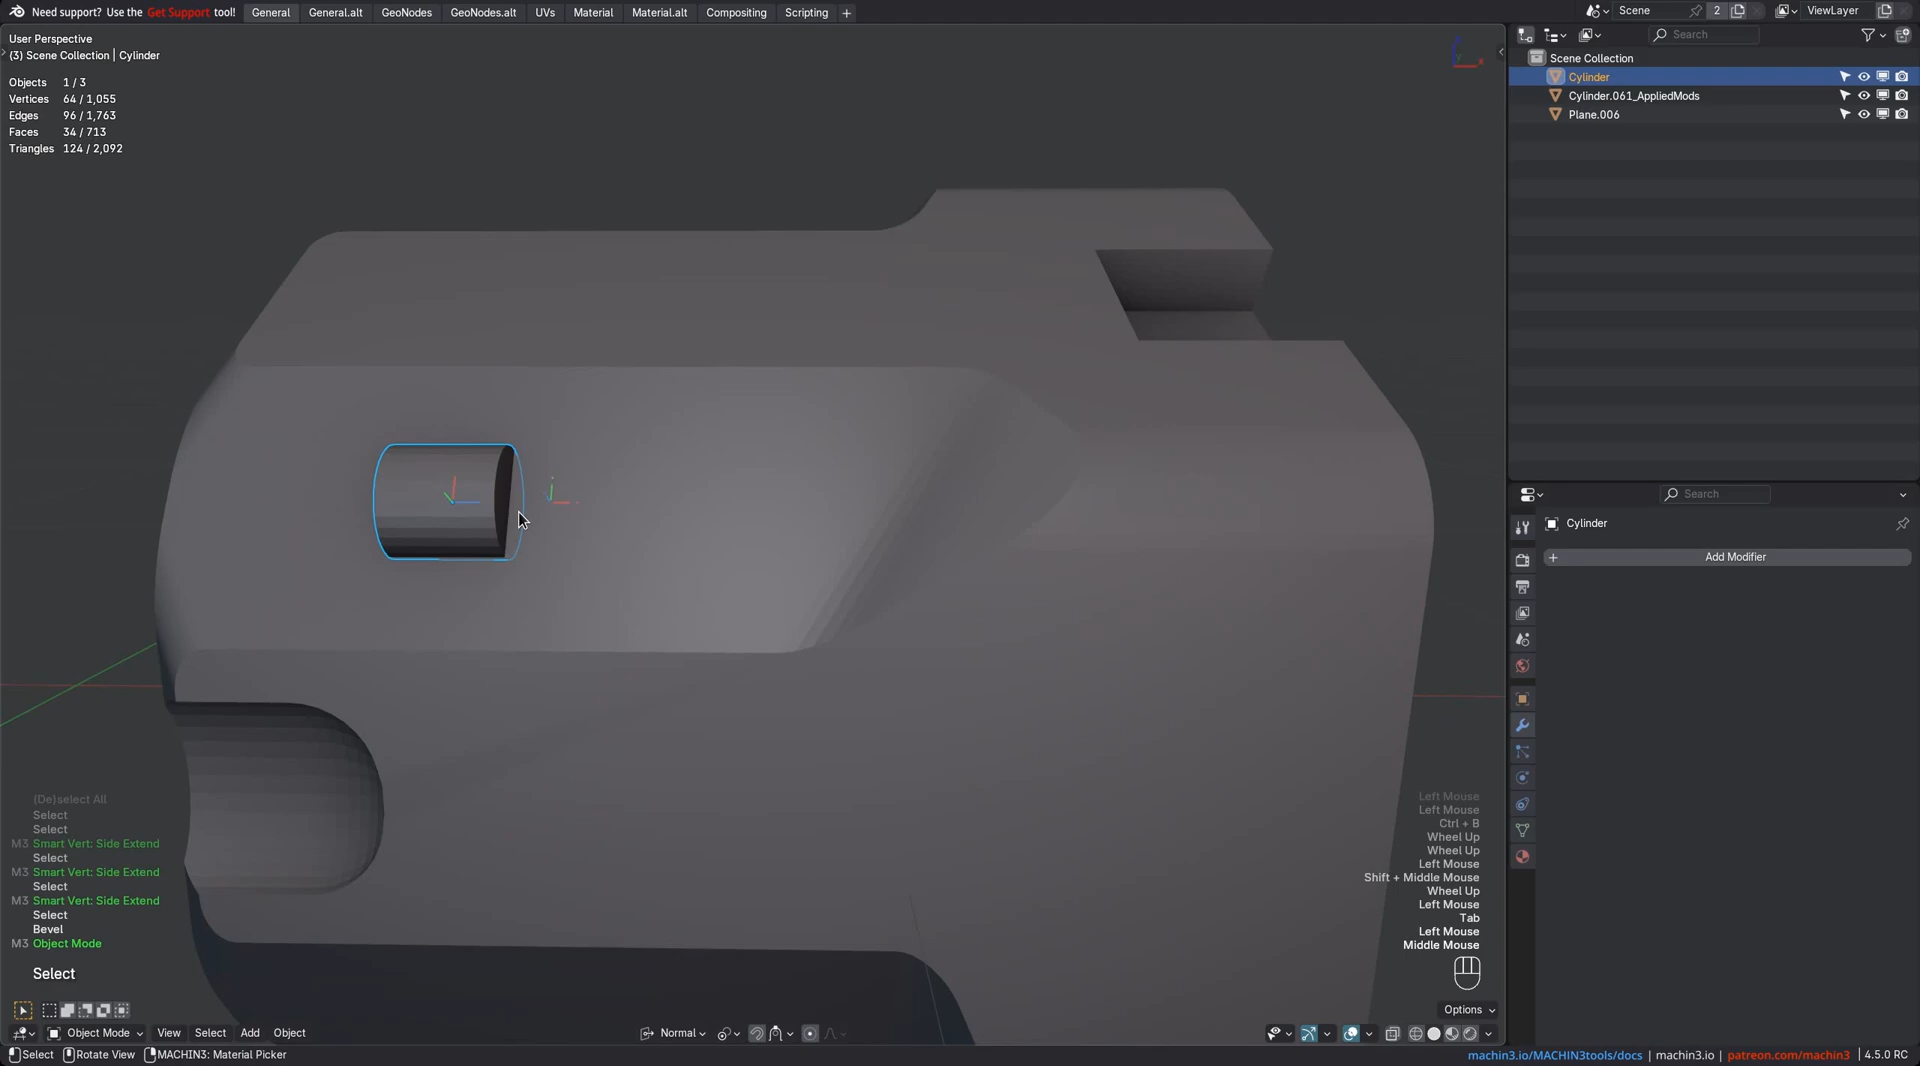 Need support? Use the Get Support tool!
General
General.alt
GeoNodes
GeoNodes.alt
UVs
Material
Material.alt
Compositing
Scripting
Scene
2
ViewLayer
User Perspective
(3) Scene Collection | Cylinder
Objects 1 / 3
Vertices 64 / 1,055
Edges 96 / 1,763
Faces 34 / 713
Triangles 124 / 2,092
Search
Scene Collection
Cylinder
Cylinder.061_AppliedMods
Plane.006
Search
Cylinder
Add Modifier
(De)select All
Select
Select
M3 Smart Vert: Side Extend
Select
M3 Smart Vert: Side Extend
Select
M3 Smart Vert: Side Extend
Select
Bevel
M3 Object Mode
Select
Left Mouse
Left Mouse
Ctrl + B
Wheel Up
Wheel Up
Left Mouse
Shift + Middle Mouse
Wheel Up
Left Mouse
Tab
Left Mouse
Middle Mouse
Options
Object Mode
View
Select
Add
Object
Normal
Select
Rotate View
MACHIN3: Material Picker
machin3.io/MACHIN3tools/docs | machin3.io | patreon.com/machin3 | 4.5.0 RC